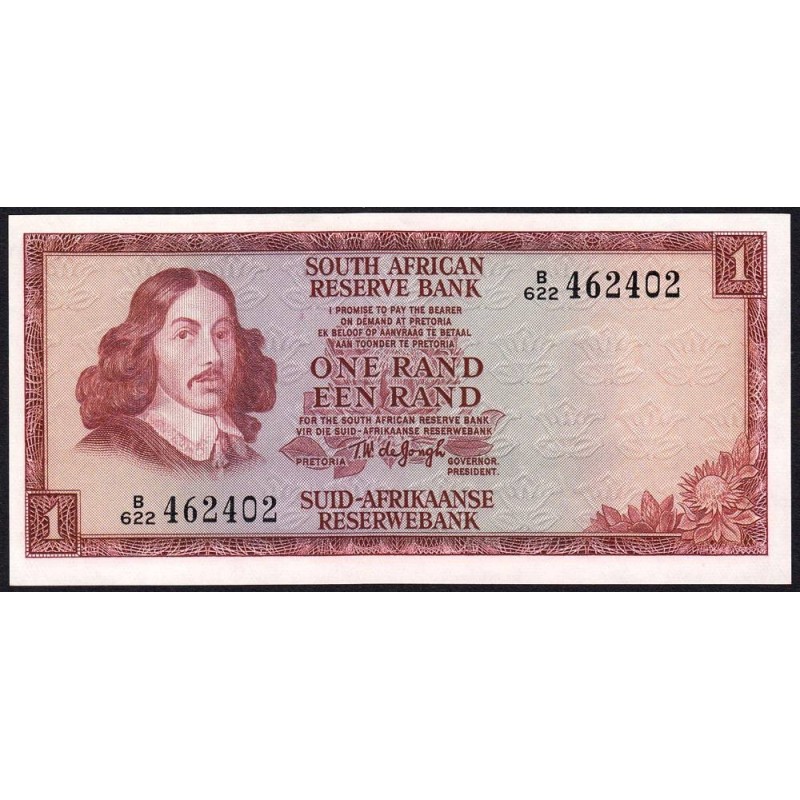 1
SOUTH AFRICAN
RESERVE BANK
B/622 462402
I PROMISE TO PAY THE BEARER
ON DEMAND AT PRETORIA
EK BELOOF OP AANVRAAG TE BETAAL
AAN TOONDER TE PRETORIA
ONE RAND
EEN RAND
FOR THE SOUTH AFRICAN RESERVE BANK
VIR DIE SUID-AFRIKAANSE RESERWEBANK
PRETORIA T.W. de Jongh GOVERNOR.
PRESIDENT.
1
B/622 462402
SUID-AFRIKAANSE
RESERWEBANK